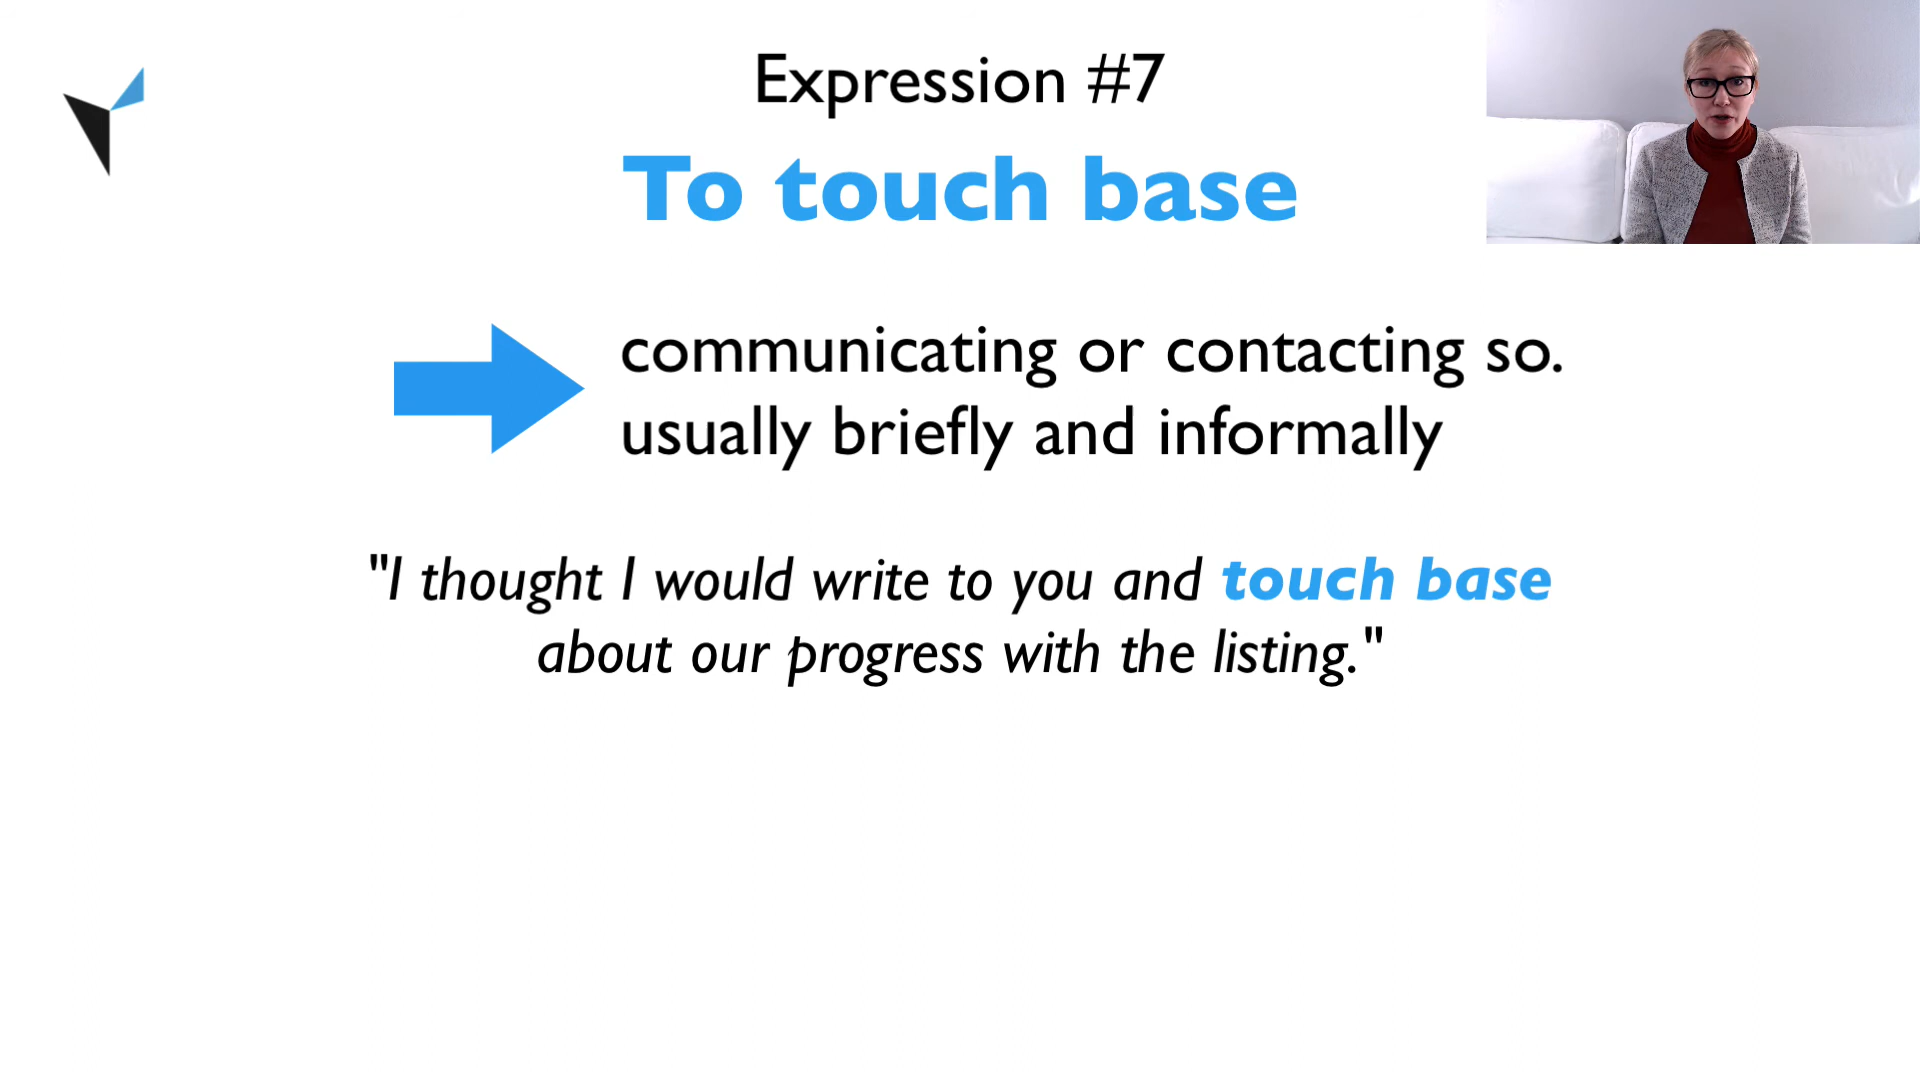 Expression #7
To touch base
communicating or contacting so.
usually briefly and informally
"I thought I would write to you and touch base
about our progress with the listing."